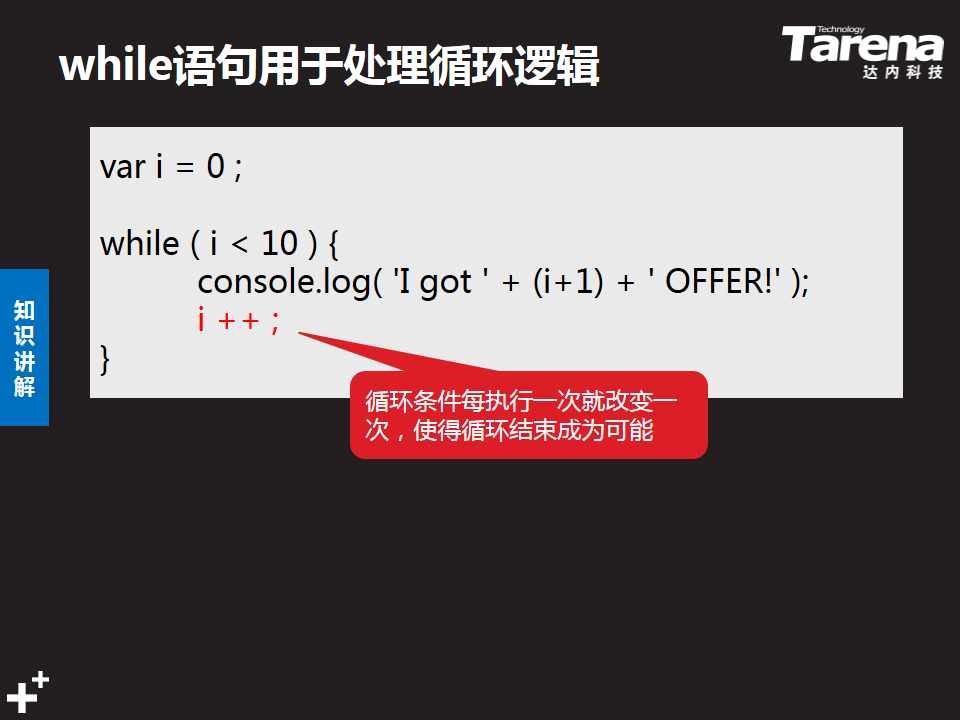 while语句用于处理循环逻辑
Technology
Tarena
达内科技
var i = 0 ;
while ( i < 10 ) {
console.log( 'I got ' + (i+1) + ' OFFER!' );
i ++ ;
}
知
识
讲
解
循环条件每执行一次就改变一
次，使得循环结束成为可能